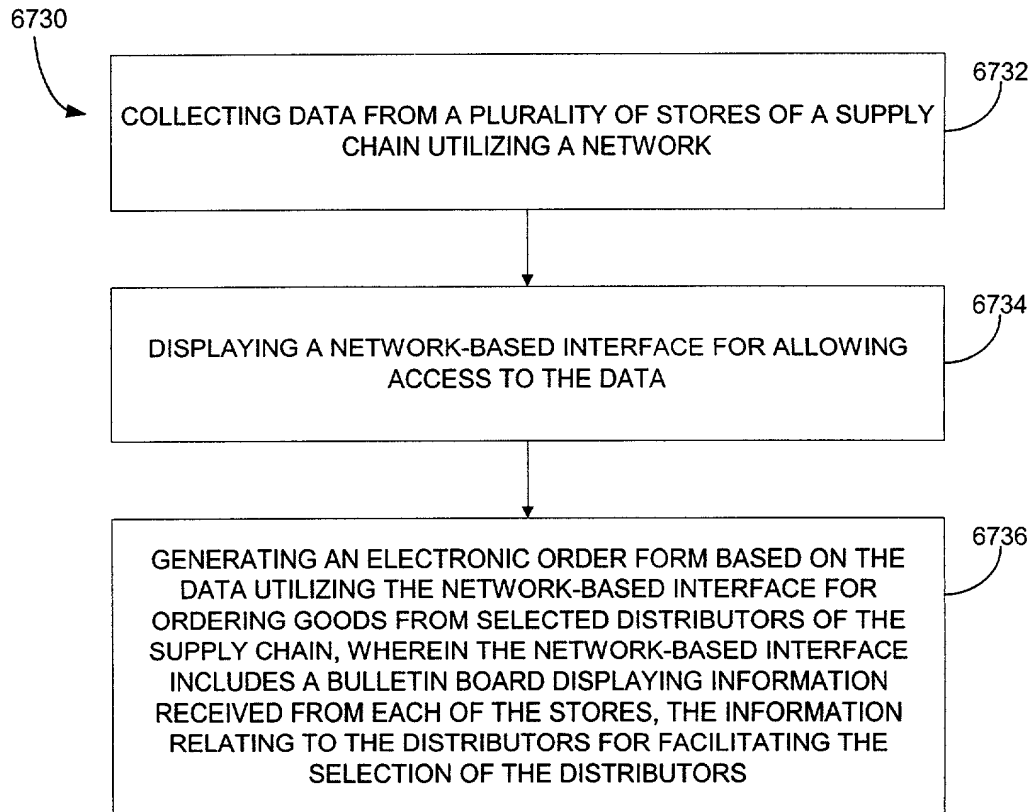 6730
6732
COLLECTING DATA FROM A PLURALITY OF STORES OF A SUPPLY
CHAIN UTILIZING A NETWORK
6734
DISPLAYING A NETWORK-BASED INTERFACE FOR ALLOWING
ACCESS TO THE DATA
6736
GENERATING AN ELECTRONIC ORDER FORM BASED ON THE
DATA UTILIZING THE NETWORK-BASED INTERFACE FOR
ORDERING GOODS FROM SELECTED DISTRIBUTORS OF THE
SUPPLY CHAIN, WHEREIN THE NETWORK-BASED INTERFACE
INCLUDES A BULLETIN BOARD DISPLAYING INFORMATION
RECEIVED FROM EACH OF THE STORES, THE INFORMATION
RELATING TO THE DISTRIBUTORS FOR FACILITATING THE
SELECTION OF THE DISTRIBUTORS